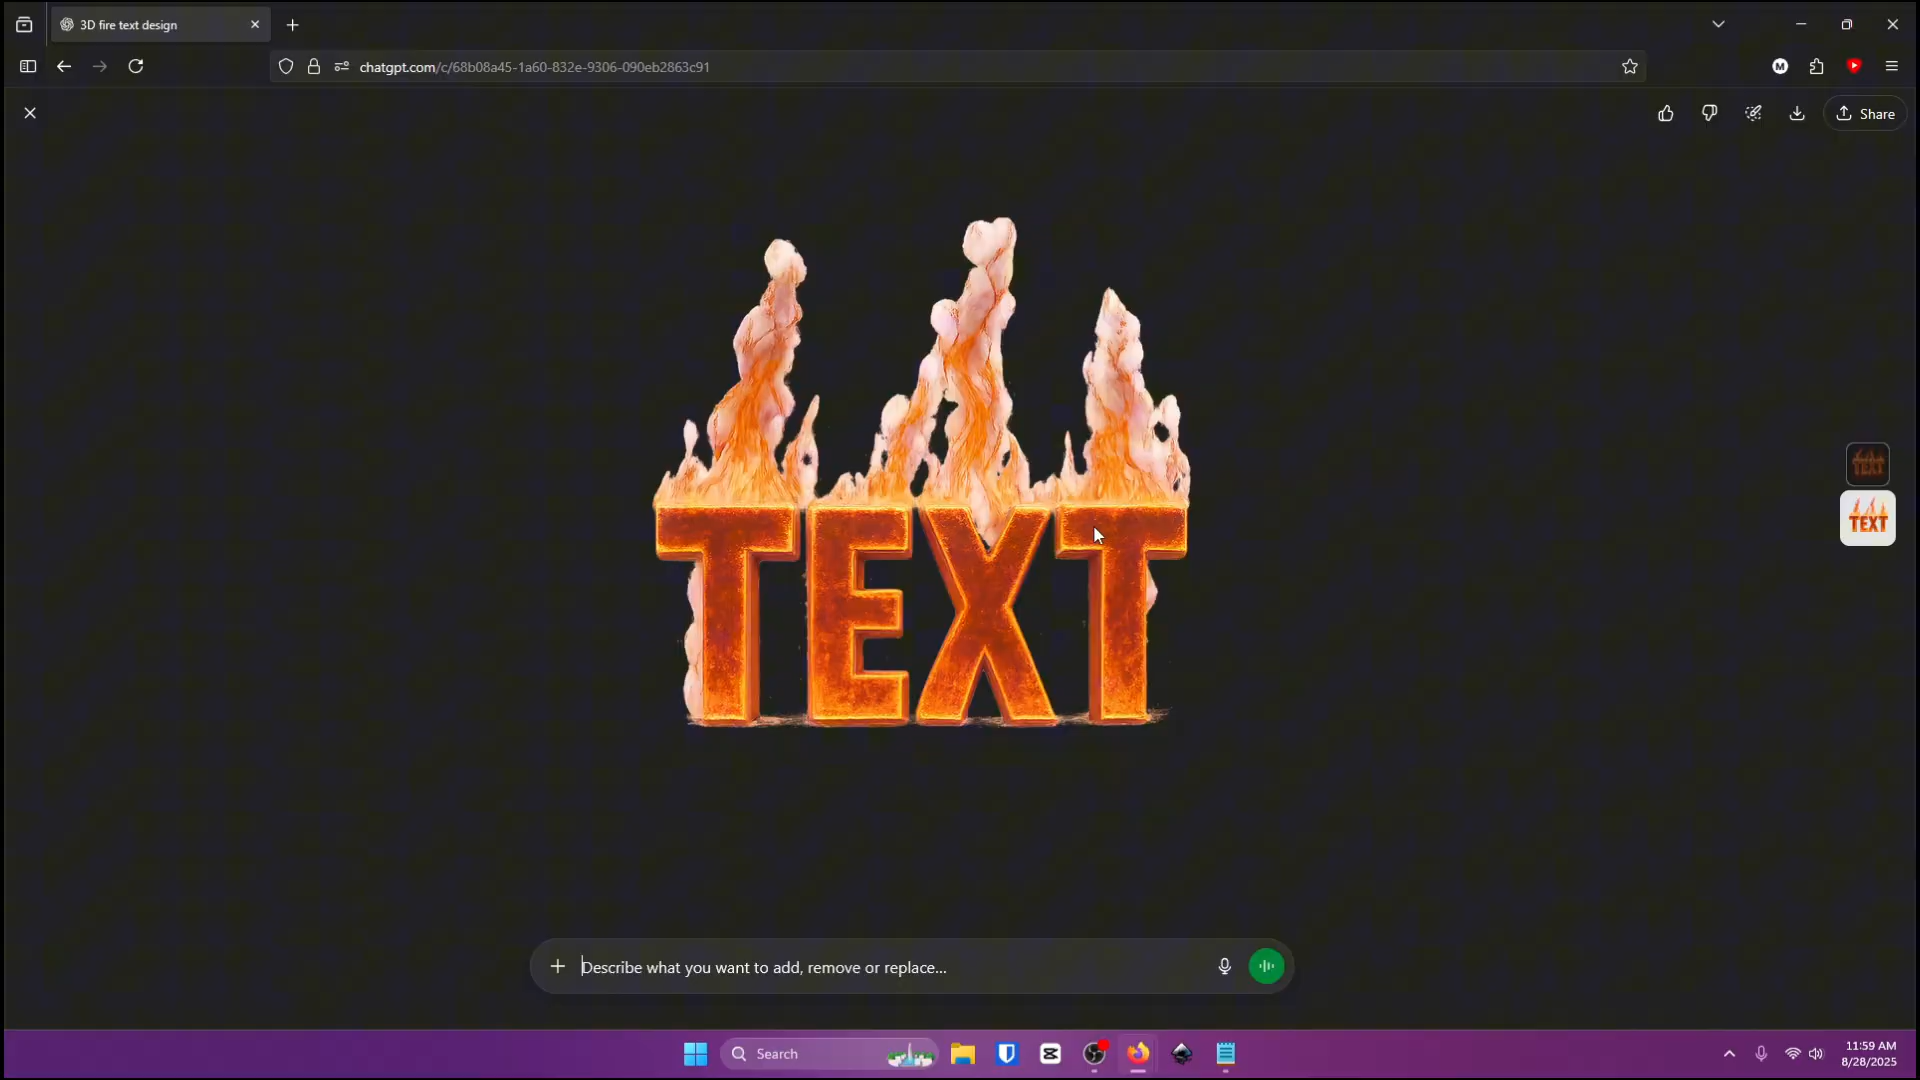 3D fire text design
chatgpt.com/c/68b08a45-1a60-832e-9306-090eb2863c91
M
Share
TEXT
TEXT
TEXT
Describe what you want to add, remove or replace...
Search
11:59 AM
8/28/2025